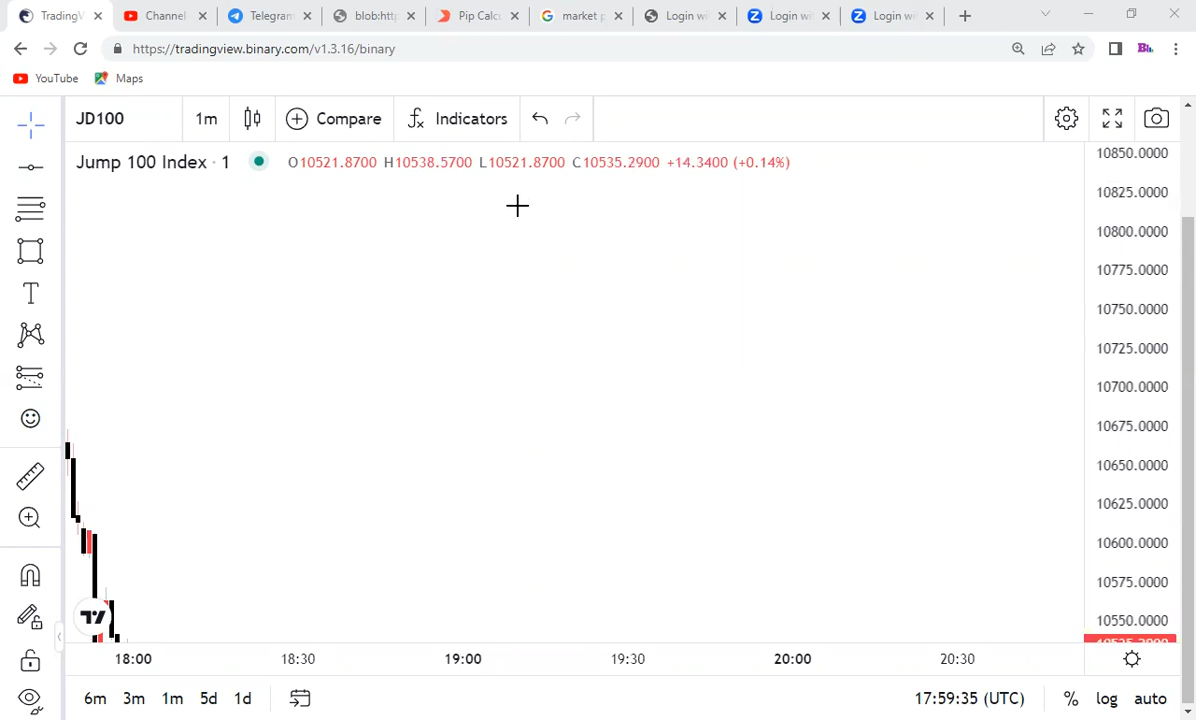 TradingV Channel Telegram blob:http Pip Calcu market p Login wi Login wi Login wi
https://tradingview.binary.com/v1.3.16/binary
YouTube Maps
JD100 1m Compare Indicators
Jump 100 Index · 1 O10521.8700 H10538.5700 L10521.8700 C10535.2900 +14.3400 (+0.14%)
10850.0000
10825.0000
10800.0000
10775.0000
10750.0000
10725.0000
10700.0000
10675.0000
10650.0000
10625.0000
10600.0000
10575.0000
10550.0000
18:00 18:30 19:00 19:30 20:00 20:30
6m 3m 1m 5d 1d 17:59:35 (UTC) % log auto